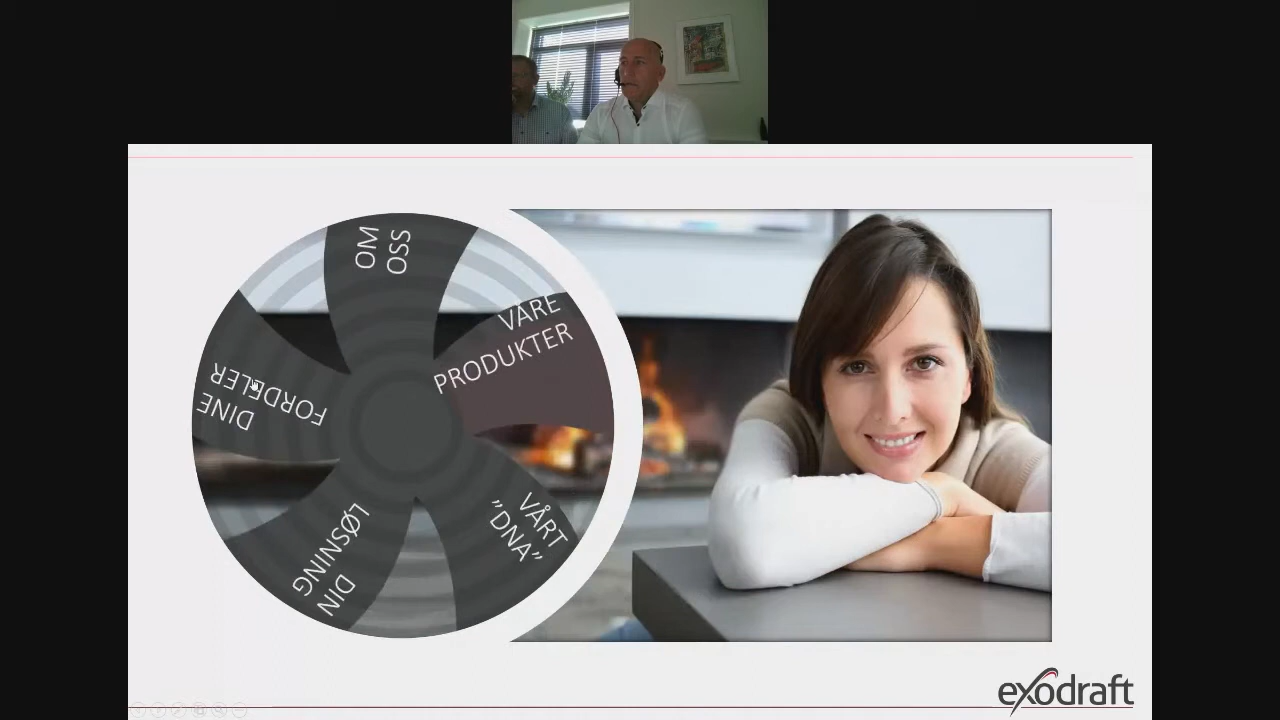 OM
OSS
VÅRE
PRODUKTER
VÅRT
”DNA”
DIN
LØSNING
DINE
FORDELER
exodraft